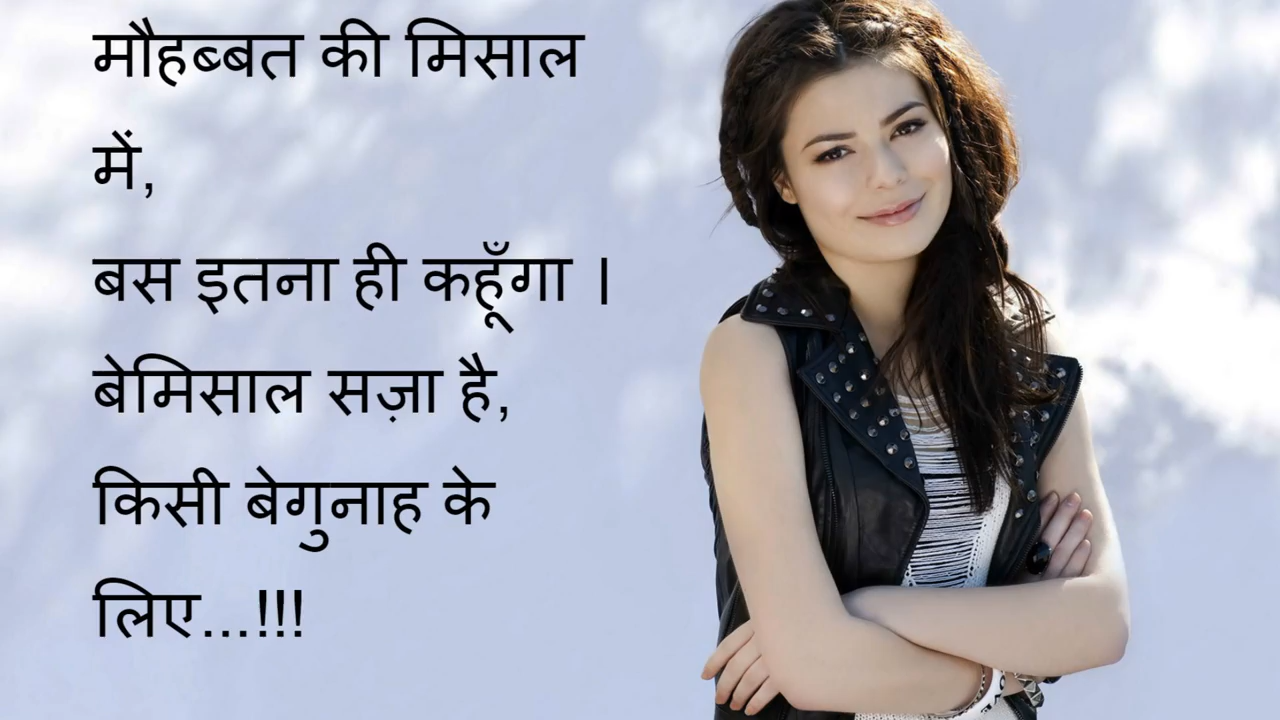 मौहब्बत की मिसाल
में,
बस इतना ही कहूँगा ।
बेमिसाल सज़ा है,
किसी बेगुनाह के
लिए...!!!